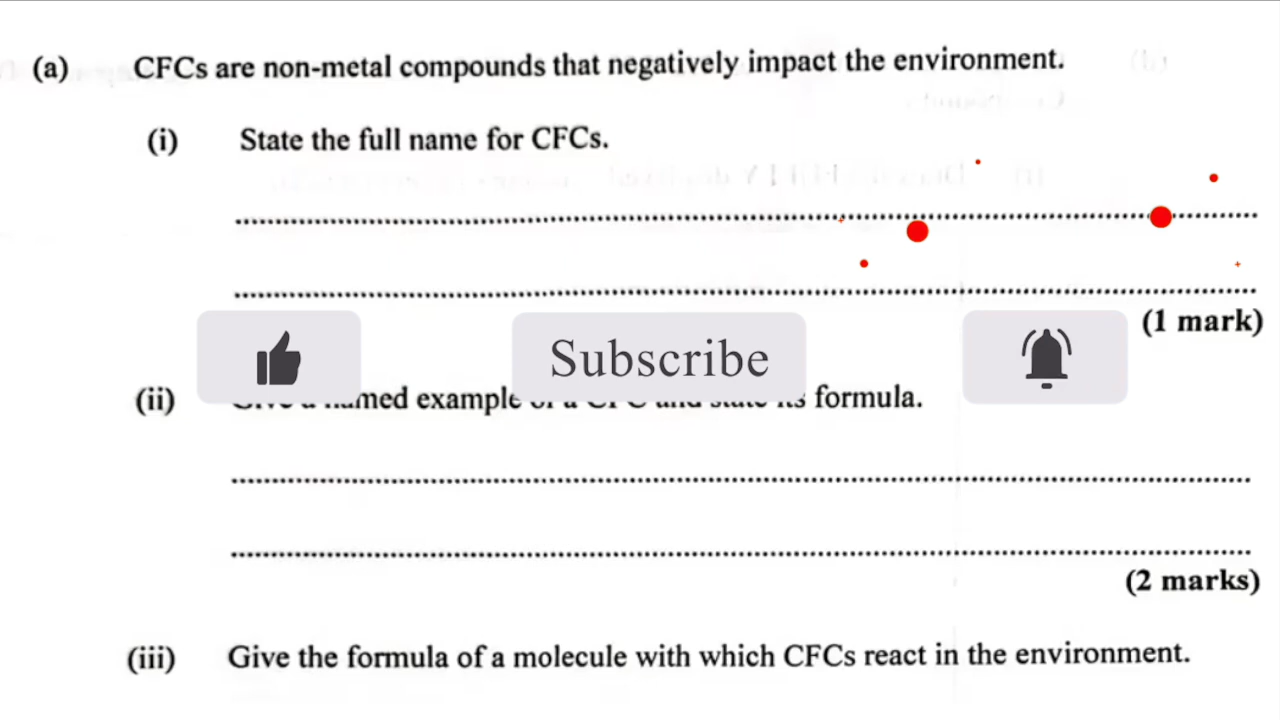 (a) CFCs are non-metal compounds that negatively impact the environment.
(i) State the full name for CFCs.
(1 mark)
Subscribe
(ii) example formula.
(2 marks)
(iii) Give the formula of a molecule with which CFCs react in the environment.